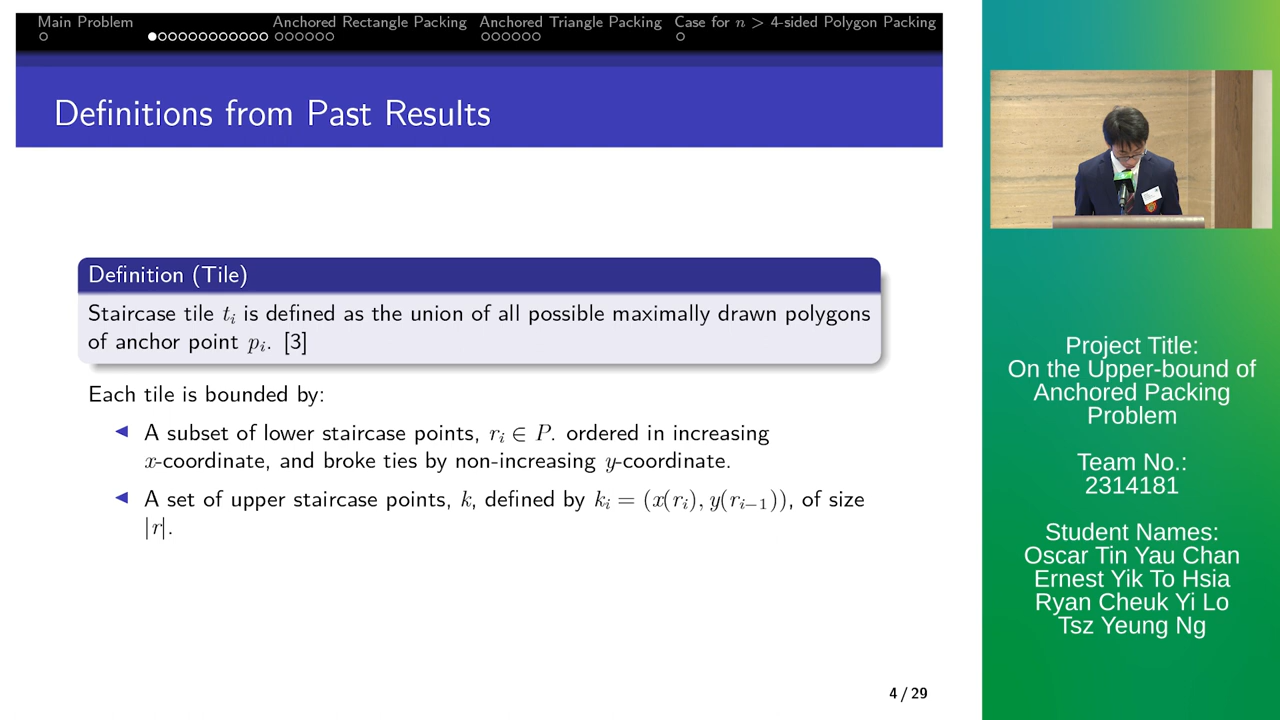 Main Problem Anchored Rectangle Packing Anchored Triangle Packing Case for n > 4-sided Polygon Packing
Definitions from Past Results
Definition (Tile)
Staircase tile tᵢ is defined as the union of all possible maximally drawn polygons
of anchor point pᵢ. [3]
Each tile is bounded by:
A subset of lower staircase points, rᵢ ∈ P. ordered in increasing
x-coordinate, and broke ties by non-increasing y-coordinate.
A set of upper staircase points, k, defined by kᵢ = (x(rᵢ), y(rᵢ₋₁)), of size
|r|.
4 / 29
Project Title:
On the Upper-bound of
Anchored Packing
Problem
Team No.:
2314181
Student Names:
Oscar Tin Yau Chan
Ernest Yik To Hsia
Ryan Cheuk Yi Lo
Tsz Yeung Ng